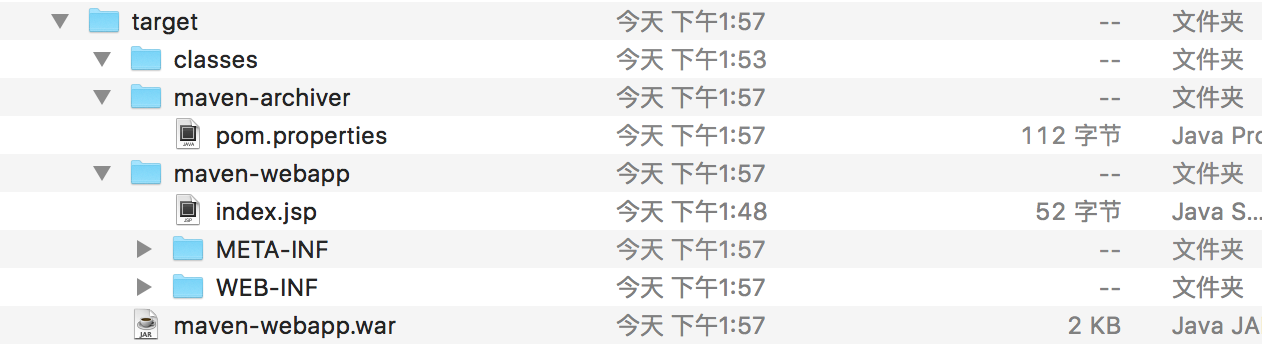 target 今天 下午1:57 -- 文件夹
classes 今天 下午1:53 -- 文件夹
maven-archiver 今天 下午1:57 -- 文件夹
JAVA pom.properties 今天 下午1:57 112 字节 Java Pro
maven-webapp 今天 下午1:57 -- 文件夹
JSP index.jsp 今天 下午1:48 52 字节 Java S...
META-INF 今天 下午1:57 -- 文件夹
WEB-INF 今天 下午1:57 -- 文件夹
JAR maven-webapp.war 今天 下午1:57 2 KB Java JA